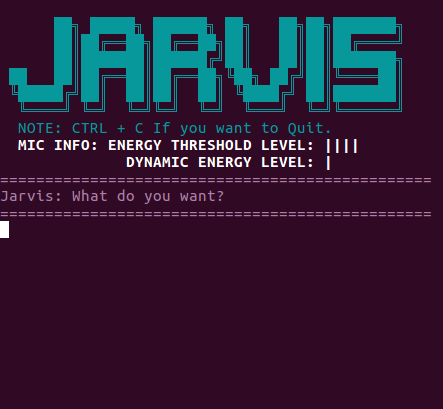 JARVIS
NOTE: CTRL + C If you want to Quit.
MIC INFO: ENERGY THRESHOLD LEVEL: ||||
DYNAMIC ENERGY LEVEL: |
================================================
Jarvis: What do you want?
================================================